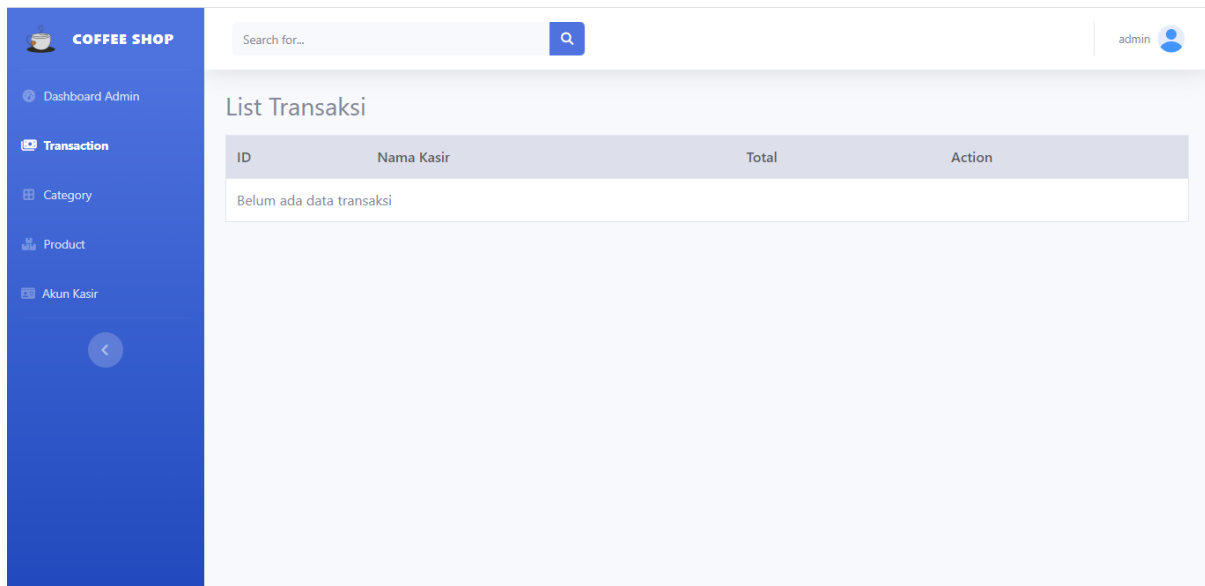 COFFEE SHOP
Search for...
admin
Dashboard Admin
Transaction
Category
Product
Akun Kasir
List Transaksi
ID Nama Kasir Total Action
Belum ada data transaksi